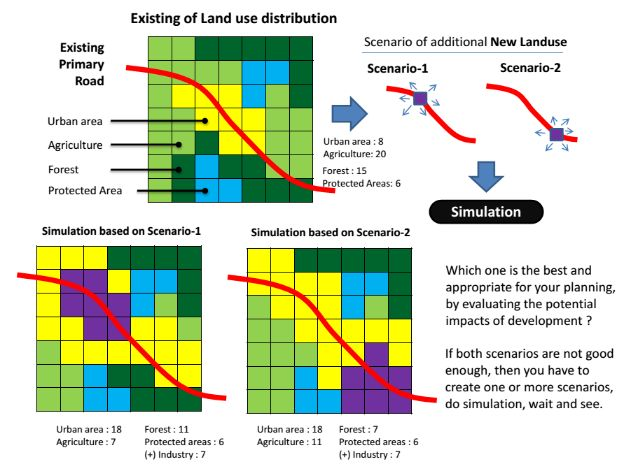 Existing of Land use distribution
Existing
Primary
Road
Urban area
Agriculture
Forest
Protected Area
Urban area : 8
Agriculture: 20
Forest : 15
Protected Areas: 6
Scenario of additional New Landuse
Scenario-1
Scenario-2
Simulation
Simulation based on Scenario-1
Simulation based on Scenario-2
Urban area : 18
Agriculture : 7
Forest : 11
Protected areas : 6
(+) Industry : 7
Urban area : 18
Agriculture : 11
Forest : 7
Protected areas : 6
(+) Industry : 7
Which one is the best and
appropriate for your planning,
by evaluating the potential
impacts of development ?
If both scenarios are not good
enough, then you have to
create one or more scenarios,
do simulation, wait and see.